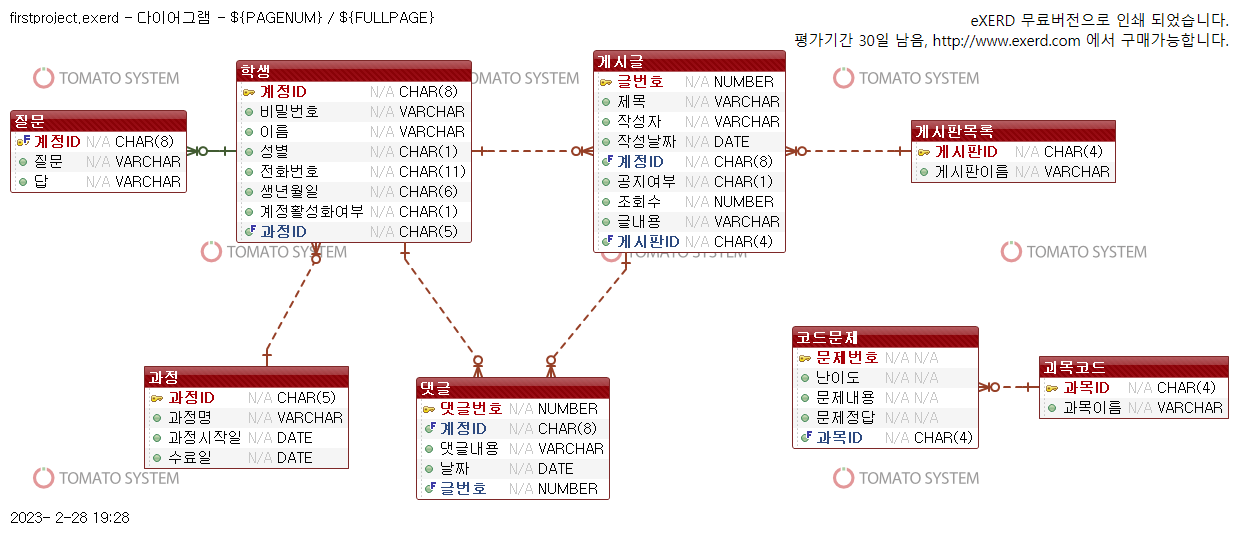 firstproject.exerd - 다이어그램 - ${PAGENUM} / ${FULLPAGE}
eXERD 무료버전으로 인쇄 되었습니다.
평가기간 30일 남음, http://www.exerd.com 에서 구매가능합니다.
TOMATO SYSTEM
TOMATO SYSTEM
TOMATO SYSTEM
질문
계정ID N/A CHAR(8)
질문 N/A VARCHAR
답 N/A VARCHAR
학생
계정ID N/A CHAR(8)
비밀번호 N/A VARCHAR
이름 N/A VARCHAR
성별 N/A CHAR(1)
전화번호 N/A CHAR(11)
생년월일 N/A CHAR(6)
계정활성화여부 N/A CHAR(1)
과정ID N/A CHAR(5)
게시글
글번호 N/A NUMBER
제목 N/A VARCHAR
작성자 N/A VARCHAR
작성날짜 N/A DATE
계정ID N/A CHAR(8)
공지여부 N/A CHAR(1)
조회수 N/A NUMBER
글내용 N/A VARCHAR
게시판ID N/A CHAR(4)
게시판목록
게시판ID N/A CHAR(4)
게시판이름 N/A VARCHAR
TOMATO SYSTEM
TOMATO SYSTEM
TOMATO SYSTEM
과정
과정ID N/A CHAR(5)
과정명 N/A VARCHAR
과정시작일 N/A DATE
수료일 N/A DATE
댓글
댓글번호 N/A NUMBER
계정ID N/A CHAR(8)
댓글내용 N/A VARCHAR
날짜 N/A DATE
글번호 N/A NUMBER
코드문제
문제번호 N/A N/A
난이도 N/A N/A
문제내용 N/A N/A
문제정답 N/A N/A
과목ID N/A CHAR(4)
과목코드
과목ID N/A CHAR(4)
과목이름 N/A VARCHAR
TOMATO SYSTEM
TOMATO SYSTEM
2023- 2-28 19:28